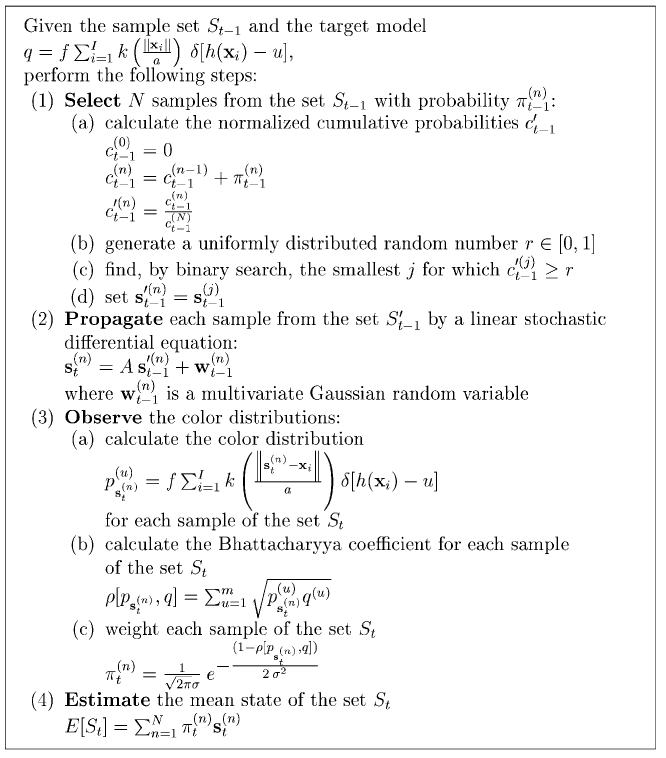 Given the sample set $S_{t-1}$ and the target model
$q = f \sum_{i=1}^{I} k\left(\frac{\|\mathbf{x}_i\|}{a}\right) \delta[h(\mathbf{x}_i) - u],$
perform the following steps:
(1) Select $N$ samples from the set $S_{t-1}$ with probability $\pi_{t-1}^{(n)}$:
(a) calculate the normalized cumulative probabilities $c'_{t-1}$
$c_{t-1}^{(0)} = 0$
$c_{t-1}^{(n)} = c_{t-1}^{(n-1)} + \pi_{t-1}^{(n)}$
$c_{t-1}^{\prime(n)} = \frac{c_{t-1}^{(n)}}{c_{t-1}^{(N)}}$
(b) generate a uniformly distributed random number $r \in [0, 1]$
(c) find, by binary search, the smallest $j$ for which $c_{t-1}^{\prime(j)} \geq r$
(d) set $\mathbf{s}_{t-1}^{\prime(n)} = \mathbf{s}_{t-1}^{(j)}$
(2) Propagate each sample from the set $S'_{t-1}$ by a linear stochastic
differential equation:
$\mathbf{s}_t^{(n)} = A\, \mathbf{s}_{t-1}^{\prime(n)} + \mathbf{w}_{t-1}^{(n)}$
where $\mathbf{w}_{t-1}^{(n)}$ is a multivariate Gaussian random variable
(3) Observe the color distributions:
(a) calculate the color distribution
$p_{\mathbf{s}_t^{(n)}}^{(u)} = f \sum_{i=1}^{I} k\left(\frac{\left\|\mathbf{s}_t^{(n)} - \mathbf{x}_i\right\|}{a}\right) \delta[h(\mathbf{x}_i) - u]$
for each sample of the set $S_t$
(b) calculate the Bhattacharyya coefficient for each sample
of the set $S_t$
$\rho[p_{\mathbf{s}_t^{(n)}}, q] = \sum_{u=1}^{m} \sqrt{p_{\mathbf{s}_t^{(n)}}^{(u)} q^{(u)}}$
(c) weight each sample of the set $S_t$
$\pi_t^{(n)} = \frac{1}{\sqrt{2\pi}\sigma}\, e^{-\frac{(1-\rho[p_{\mathbf{s}_t^{(n)}}, q])}{2\,\sigma^2}}$
(4) Estimate the mean state of the set $S_t$
$E[S_t] = \sum_{n=1}^{N} \pi_t^{(n)} \mathbf{s}_t^{(n)}$